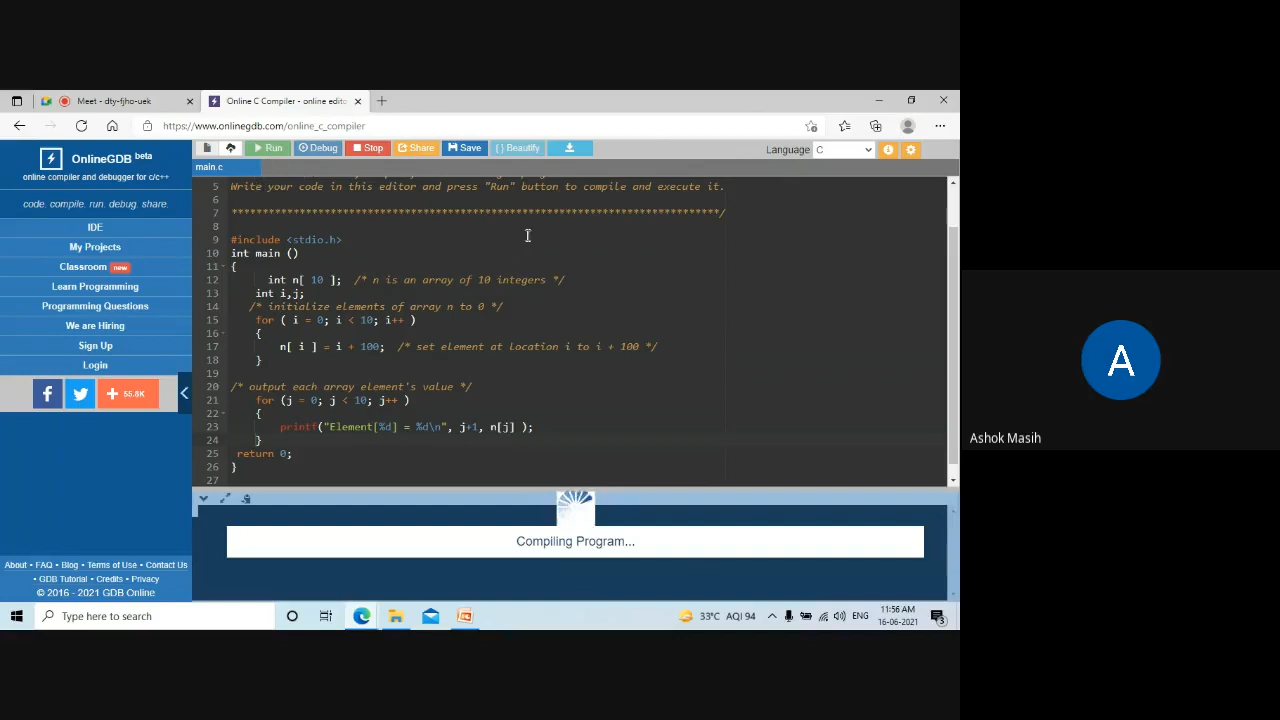 Meet - dty-fjho-uek
Online C Compiler - online edito
https://www.onlinegdb.com/online_c_compiler
OnlineGDB beta
online compiler and debugger for c/c++
code. compile. run. debug. share.
IDE
My Projects
Classroom new
Learn Programming
Programming Questions
We are Hiring
Sign Up
Login
55.8K
About • FAQ • Blog • Terms of Use • Contact Us
• GDB Tutorial • Credits • Privacy
© 2016 - 2021 GDB Online
Run Debug Stop Share Save { } Beautify
Language C
main.c
5 Write your code in this editor and press "Run" button to compile and execute it.
6
7 *******************************************************************************/
8
9 #include <stdio.h>
10 int main ()
11 {
12 int n[ 10 ]; /* n is an array of 10 integers */
13 int i,j;
14 /* initialize elements of array n to 0 */
15 for ( i = 0; i < 10; i++ )
16 {
17 n[ i ] = i + 100; /* set element at location i to i + 100 */
18 }
19
20 /* output each array element's value */
21 for (j = 0; j < 10; j++ )
22 {
23 printf("Element[%d] = %d\n", j+1, n[j] );
24 }
25 return 0;
26 }
27
Compiling Program...
Type here to search
33°C AQI 94
ENG
11:56 AM
16-06-2021
3
A
Ashok Masih